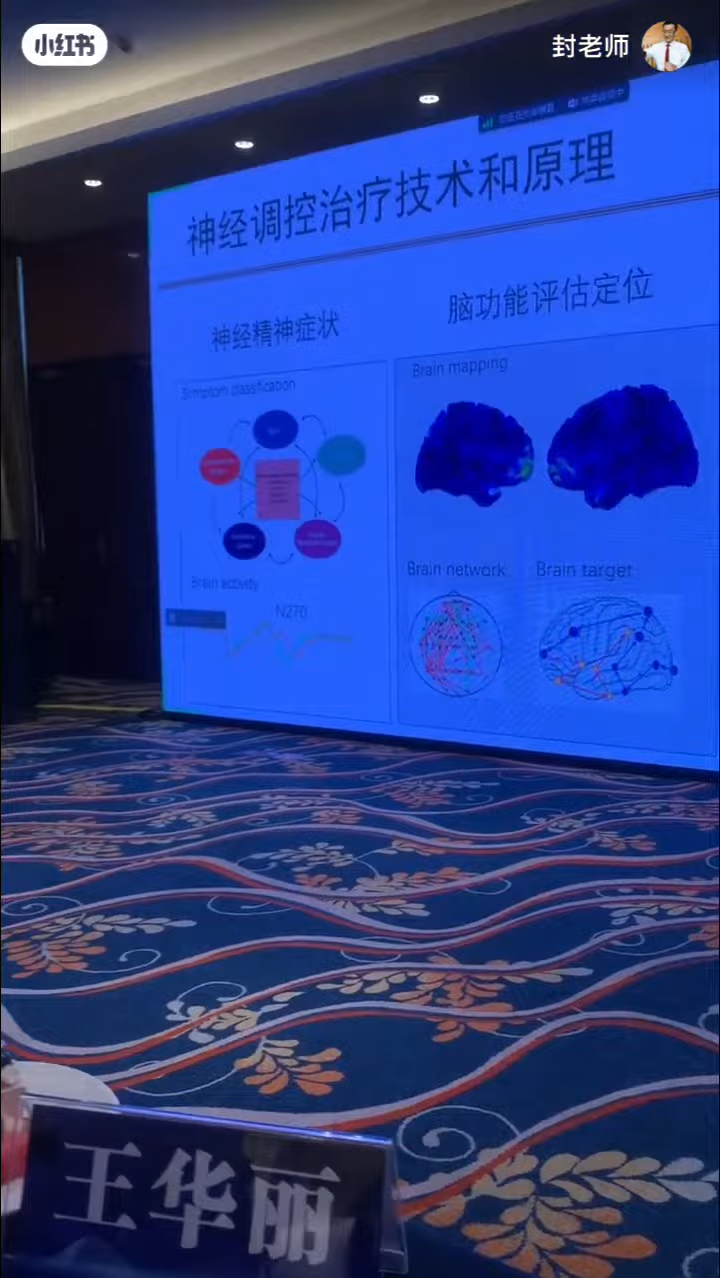 小红书
封老师
神经调控治疗技术和原理
神经精神症状
脑功能评估定位
Simptom classification
Brain mapping
Brain activity
N270
Brain network
Brain target
王华丽